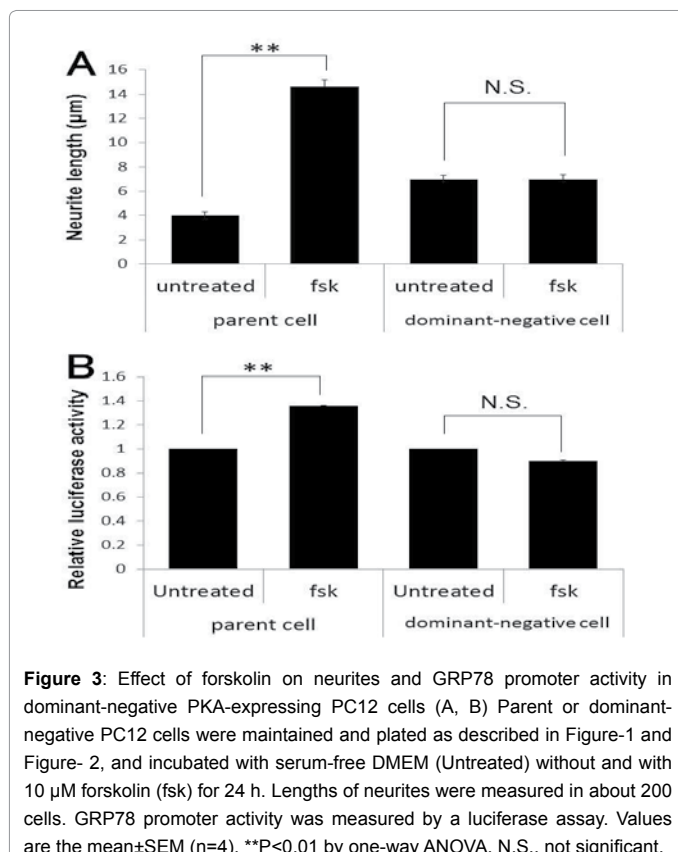 A
**
N.S.
Neurite length (μm)
16
14
12
10
8
6
4
2
0
untreated fsk untreated fsk
parent cell dominant-negative cell
B
**
N.S.
Relative luciferase activity
1.6
1.4
1.2
1
0.8
0.6
0.4
0.2
0
Untreated fsk Untreated fsk
parent cell dominant-negative cell
Figure 3: Effect of forskolin on neurites and GRP78 promoter activity in
dominant-negative PKA-expressing PC12 cells (A, B) Parent or dominant-
negative PC12 cells were maintained and plated as described in Figure-1 and
Figure- 2, and incubated with serum-free DMEM (Untreated) without and with
10 μM forskolin (fsk) for 24 h. Lengths of neurites were measured in about 200
cells. GRP78 promoter activity was measured by a luciferase assay. Values
are the mean±SEM (n=4). **P<0.01 by one-way ANOVA. N.S., not significant.